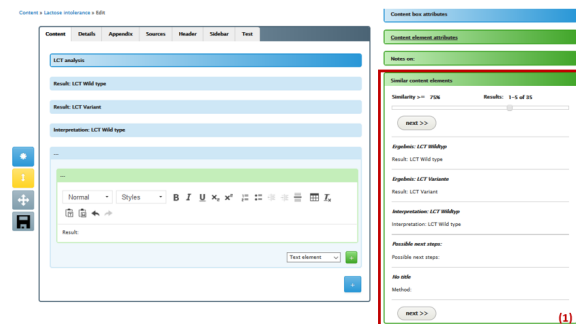 Content » Lactose intolerance » Edit
Content Details Appendix Sources Header Sidebar Text
LCT analysis
Result: LCT Wild type
Result: LCT Variant
Interpretation: LCT Wild type
...
...
Normal Styles B I U x₂ x² Tx
Result:
Text element +
+
Content box attributes
Content element attributes
Notes on:
Similar content elements
Similarity >= 75% Results: 1-5 of 85
next >>
Ergebnis: LCT Wildtyp
Result: LCT Wild type
Ergebnis: LCT Variante
Result: LCT Variant
Interpretation: LCT Wildtyp
Interpretation: LCT Wild type
Possible next steps:
Possible next steps:
No title
Method:
next >>
(1)